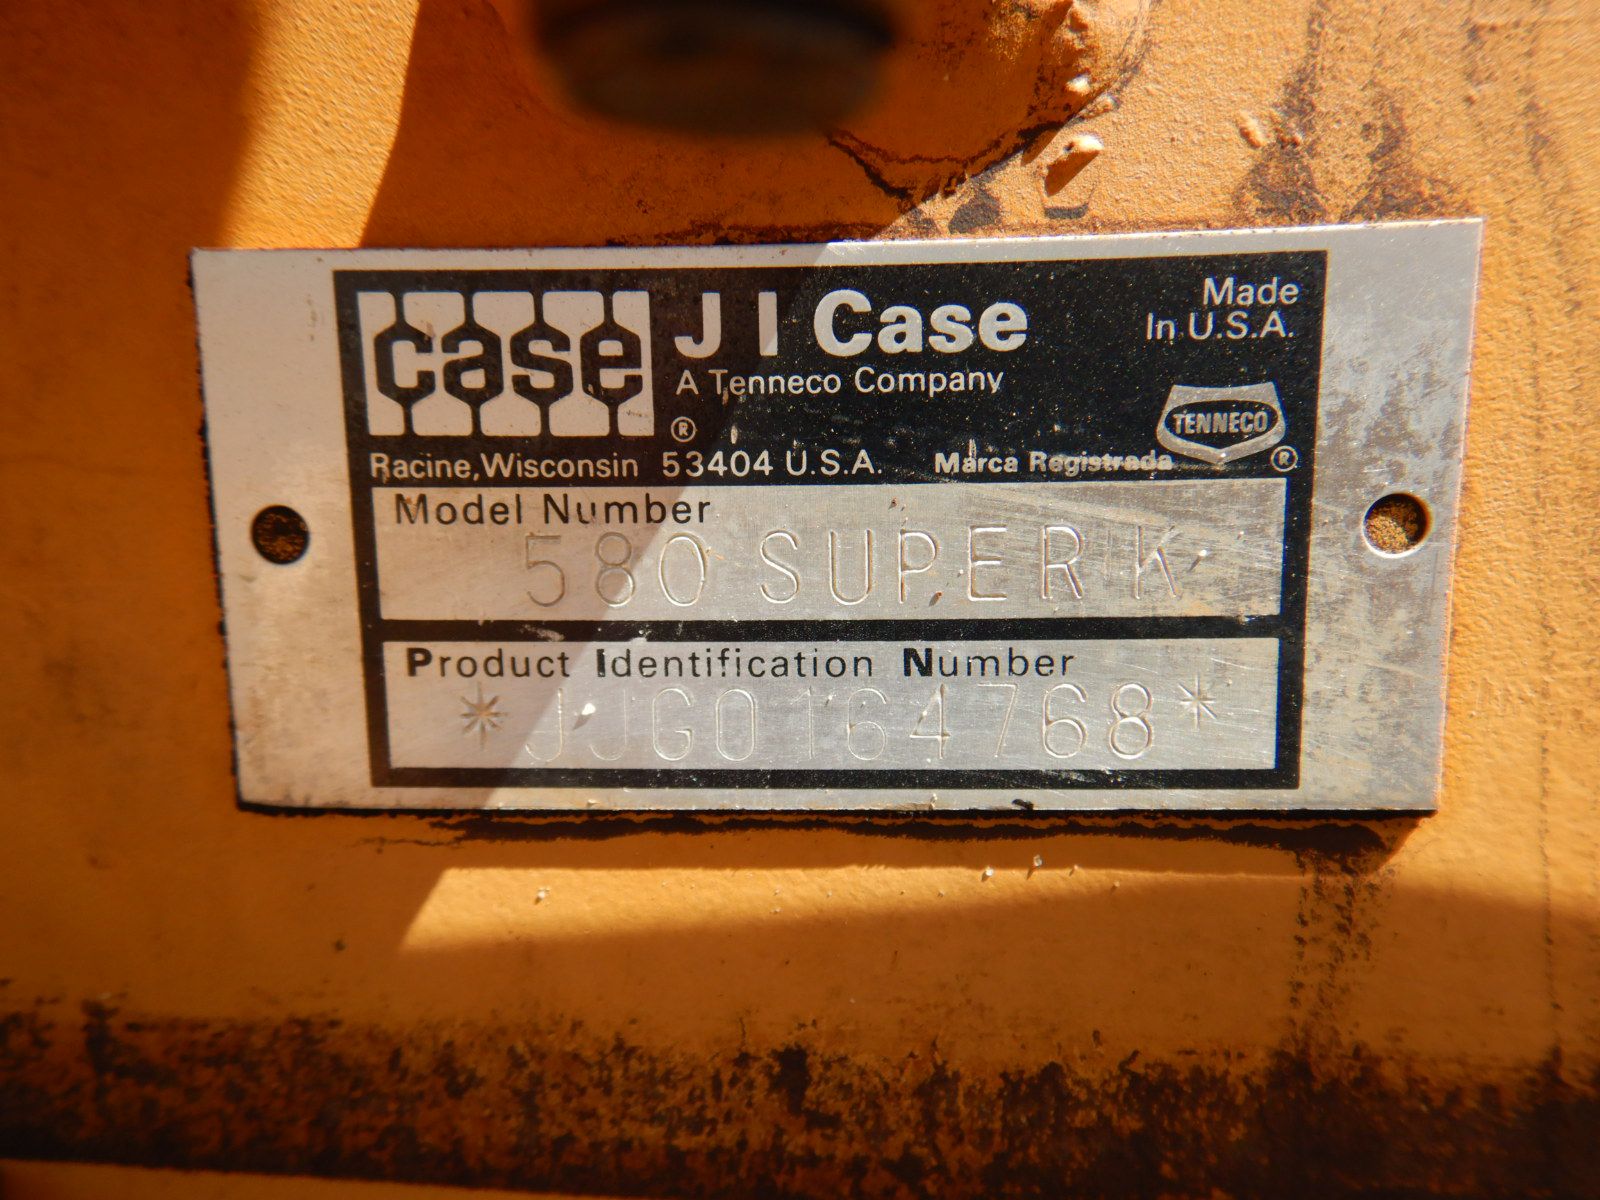 case
®
J I Case
A Tenneco Company
Made
In U.S.A.
TENNECO
®
Racine, Wisconsin 53404 U.S.A.
Marca Registrada
Model Number
580 SUPER K
Product Identification Number
*JJG0164768*